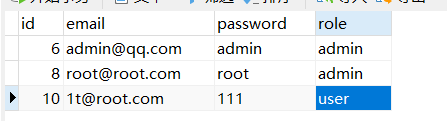 id email password role
6 admin@qq.com admin admin
8 root@root.com root admin
10 1t@root.com 111 user